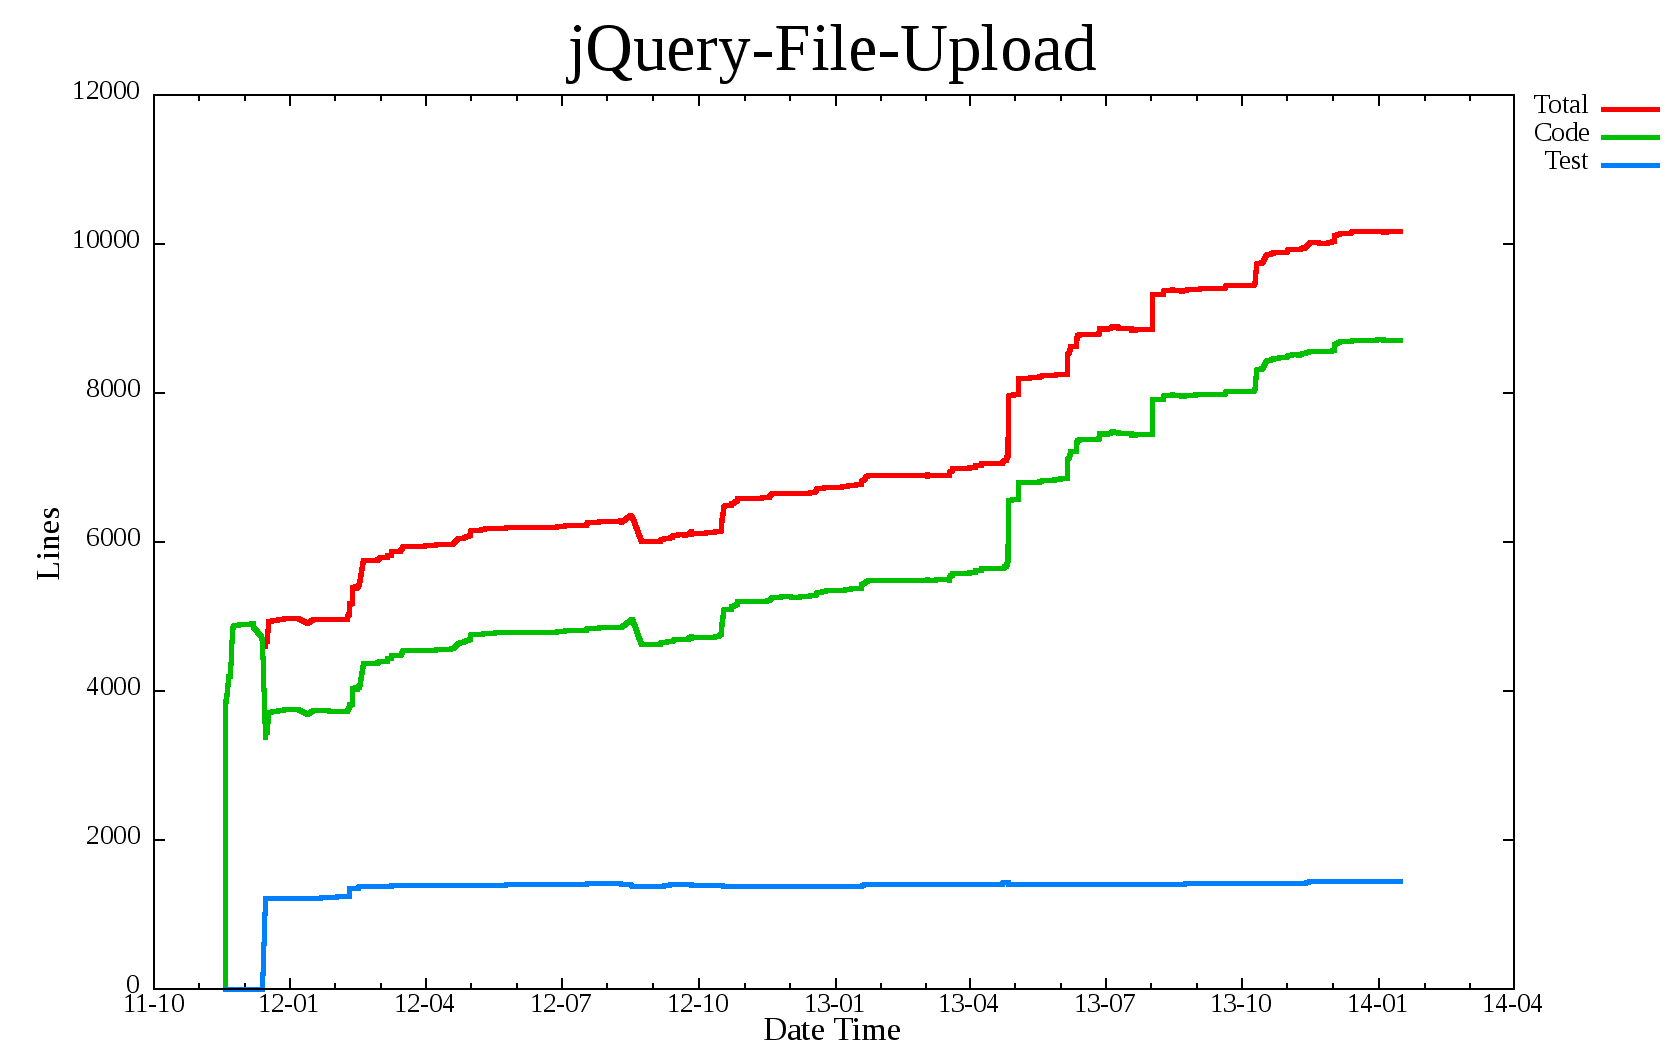 jQuery-File-Upload
12000
10000
8000
6000
4000
2000
0
Lines
11-10 12-01 12-04 12-07 12-10 13-01 13-04 13-07 13-10 14-01 14-04
Date Time
Total
Code
Test